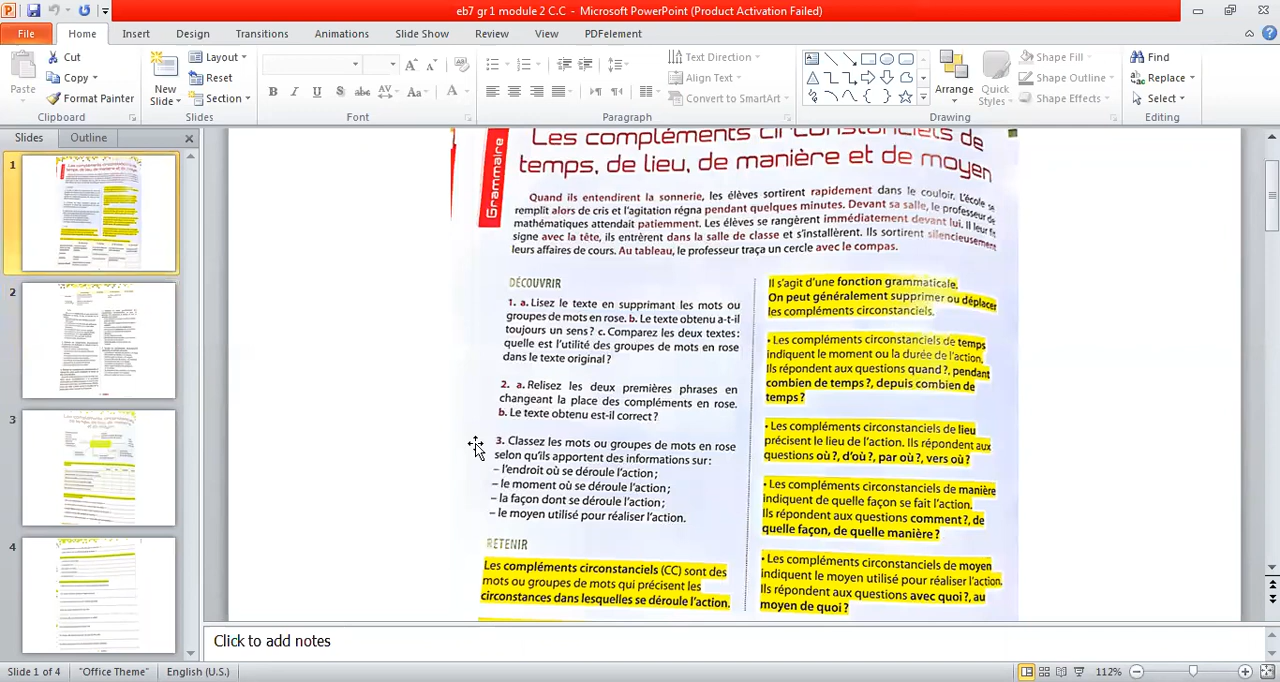 eb7 gr 1 module 2 C.C - Microsoft PowerPoint (Product Activation Failed)
File Home Insert Design Transitions Animations Slide Show Review View PDFelement
Paste
Cut
Copy
Format Painter
Clipboard
New
Slide
Layout
Reset
Section
Slides
Font
Paragraph
Text Direction
Align Text
Convert to SmartArt
Arrange
Quick
Styles
Shape Fill
Shape Outline
Shape Effects
Drawing
Find
Replace
Select
Editing
Slides Outline
1
2
3
4
Grammaire
Les compléments circonstanciels de
temps, de lieu, de manière et de moyen
Quand ils entendirent la sonnerie, les élèves sortirent rapidement dans le couloir. L'école se
alors de cris et l'agitation régna pendant quelques minutes. Devant sa salle, le professeur de
mathématiques attendait patiemment. Les élèves se rangèrent immédiatement devant lui. Il leur fit
signe avec la tête, ils entrèrent dans la salle de classe et s'installèrent. Ils sortirent silencieusement
affaires de cours. Au tableau, le professeur traça un cercle avec le compas.
DÉCOUVRIR
a. Lisez le texte en supprimant les mots ou
groupes de mots en rose. b. Le texte obtenu a-t-il
toujours un sens? c. Comparez les deux textes:
quelle est l'utilité des groupes de mots en rose
dans le texte original?
Relisez les deux premières phrases en
changeant la place des compléments en rose.
b. Le texte obtenu est-il correct?
3. Classez les mots ou groupes de mots en rose
selon qu'ils apportent des informations sur:
– l'endroit où se déroule l'action;
– le moment où se déroule l'action;
– la façon dont se déroule l'action;
– le moyen utilisé pour réaliser l'action.
RETENIR
Les compléments circonstanciels (CC) sont des
mots ou groupes de mots qui précisent les
circonstances dans lesquelles se déroule l'action.
Il s'agit d'une fonction grammaticale.
On peut généralement supprimer ou déplacer
les compléments circonstanciels.
• Les compléments circonstanciels de temps
indiquent le moment ou la durée de l'action.
Ils répondent aux questions quand?, pendant
combien de temps?, depuis combien de
temps?
• Les compléments circonstanciels de lieu
précisent le lieu de l'action. Ils répondent aux
questions où?, d'où?, par où?, vers où?
• Les compléments circonstanciels de manière
indiquent de quelle façon se fait l'action.
Ils répondent aux questions comment?, de
quelle façon, de quelle manière?
• Les compléments circonstanciels de moyen
indiquent le moyen utilisé pour réaliser l'action.
Ils répondent aux questions avec quoi?, au
moyen de quoi?
Click to add notes
Slide 1 of 4 "Office Theme" English (U.S.) 112%